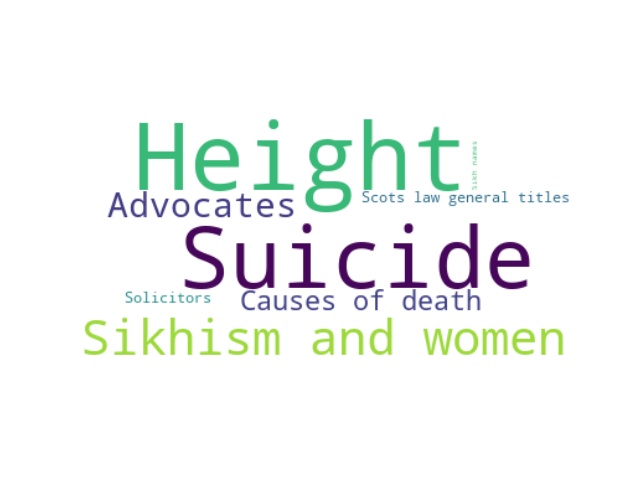 Height
Sikh names
Advocates
Scots law general titles
Suicide
Solicitors
Causes of death
Sikhism and women